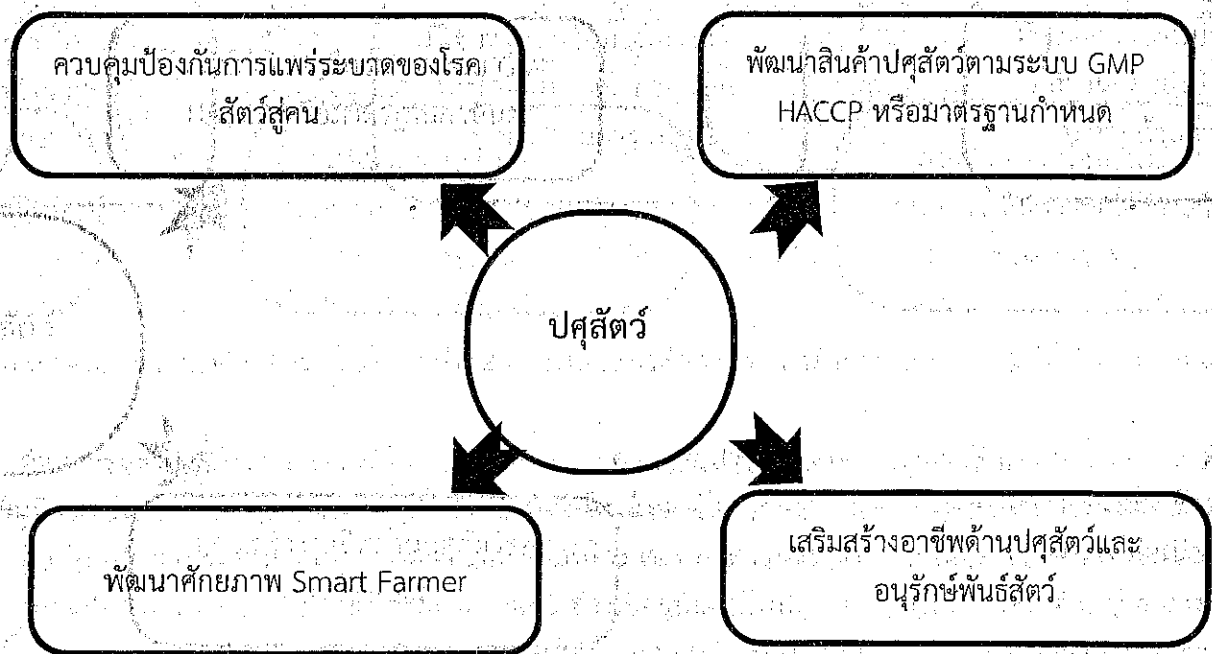 ควบคุมป้องกันการแพร่ระบาดของโรค
สัตว์สู่คน
พัฒนาสินค้าปศุสัตว์ตามระบบ GMP
HACCP หรือมาตรฐานกำหนด
ปศุสัตว์
พัฒนาศักยภาพ Smart Farmer
เสริมสร้างอาชีพด้านปศุสัตว์และ
อนุรักษ์พันธ์สัตว์